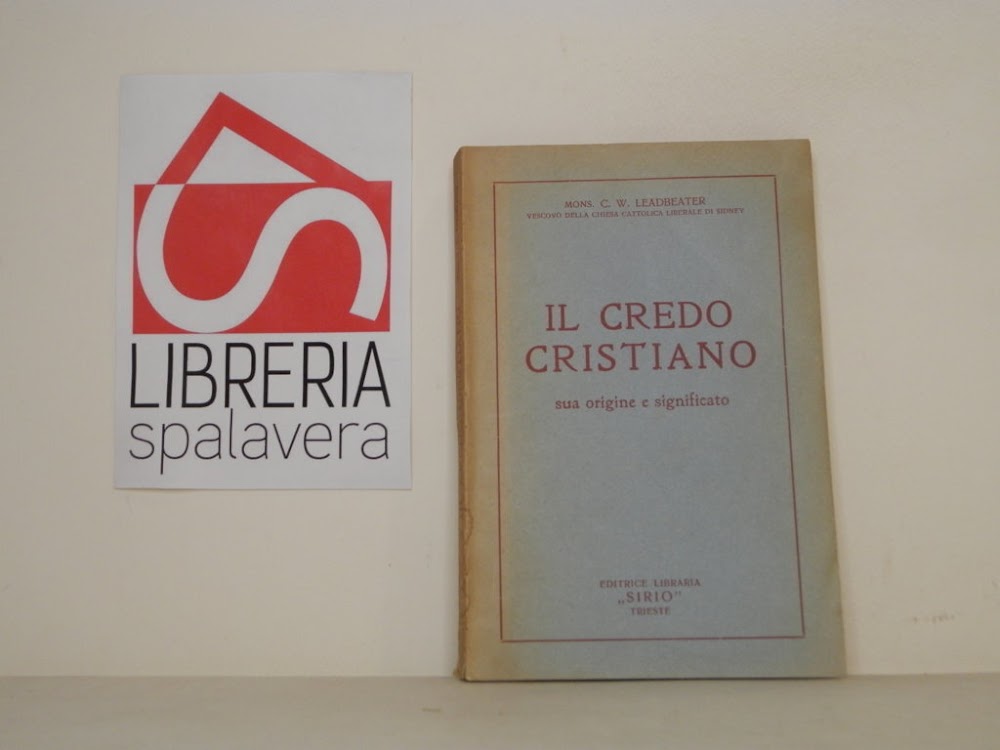 LIBRERIA
spalavera
MONS. C. W. LEADBEATER
VESCOVO DELLA CHIESA CATTOLICA LIBERALE DI SIDNEY
IL CREDO
CRISTIANO
sua origine e significato
EDITRICE LIBRARIA
„SIRIO"
TRIESTE